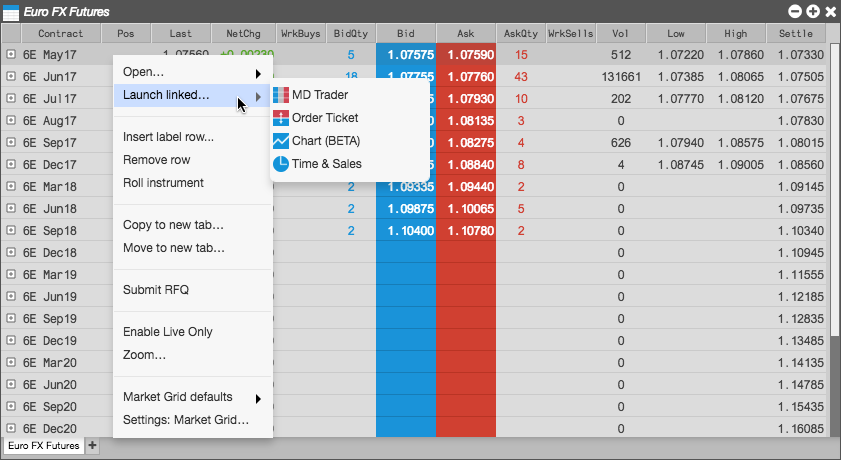 Euro FX Futures
Contract Pos Last NetChg WrkBuys BidQty Bid Ask AskQty WrkSells Vol Low High Settle
6E May17 1.07560 +0.00230 5 1.07575 1.07590 15 512 1.07220 1.07860 1.07330
6E Jun17 18 1.07755 1.07760 43 131661 1.07385 1.08065 1.07505
6E Jul17 1.07930 10 202 1.07770 1.08120 1.07675
6E Aug17 1.08135 3 0 1.07830
6E Sep17 1.08275 4 626 1.07940 1.08575 1.08015
6E Dec17 1.08840 8 4 1.08745 1.09005 1.08560
6E Mar18 2 1.09335 1.09440 2 0 1.09145
6E Jun18 2 1.09875 1.10065 5 0 1.09735
6E Sep18 2 1.10400 1.10780 2 0 1.10340
6E Dec18 0 1.10945
6E Mar19 0 1.11555
6E Jun19 0 1.12185
6E Sep19 0 1.12835
6E Dec19 0 1.13485
6E Mar20 0 1.14135
6E Jun20 0 1.14785
6E Sep20 0 1.15435
6E Dec20 0 1.16085
Open...
Launch linked...
Insert label row...
Remove row
Roll instrument
Copy to new tab...
Move to new tab...
Submit RFQ
Enable Live Only
Zoom...
Market Grid defaults
Settings: Market Grid...
MD Trader
Order Ticket
Chart (BETA)
Time & Sales
Euro FX Futures